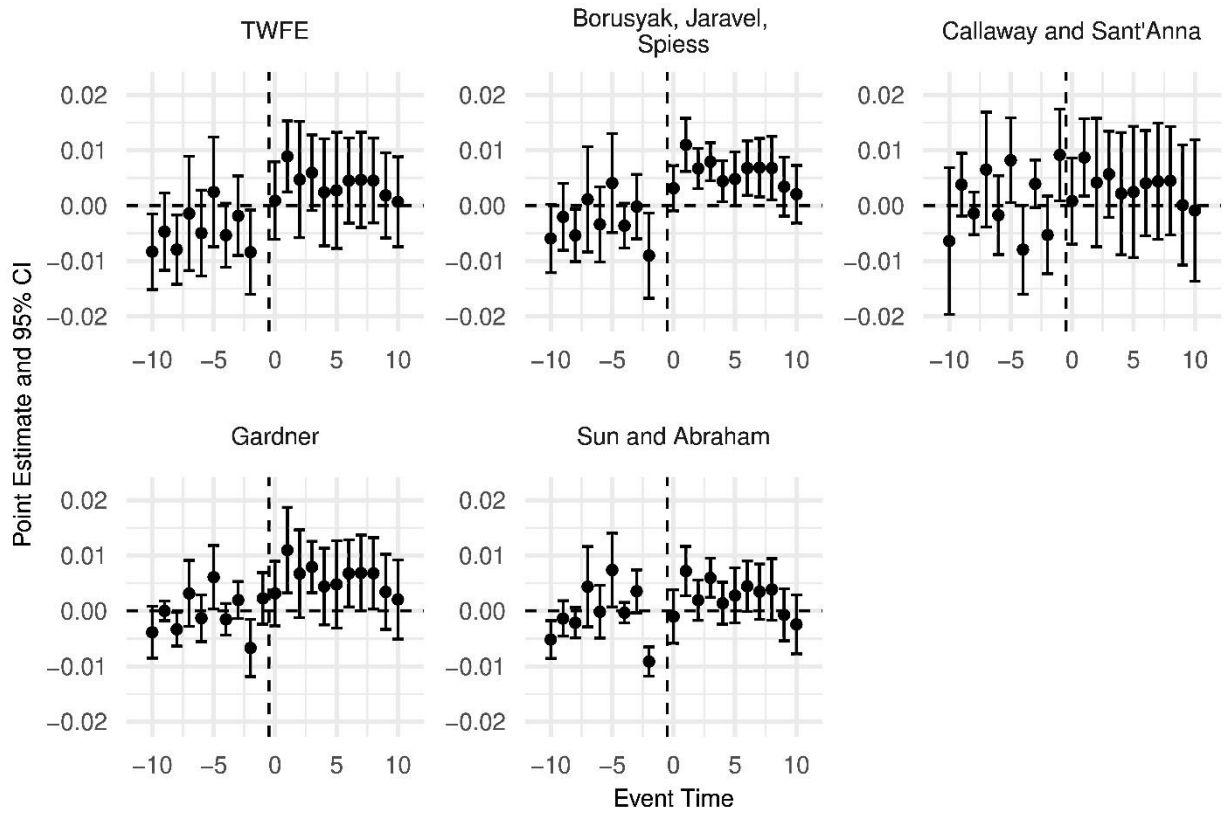 TWFE
Borusyak, Jaravel,
Spiess
Callaway and Sant'Anna
0.02
0.01
0.00
−0.01
−0.02
−10 −5 0 5 10
0.02
0.01
0.00
−0.01
−0.02
−10 −5 0 5 10
0.02
0.01
0.00
−0.01
−0.02
−10 −5 0 5 10
Point Estimate and 95% CI
Gardner
Sun and Abraham
0.02
0.01
0.00
−0.01
−0.02
−10 −5 0 5 10
0.02
0.01
0.00
−0.01
−0.02
−10 −5 0 5 10
Event Time